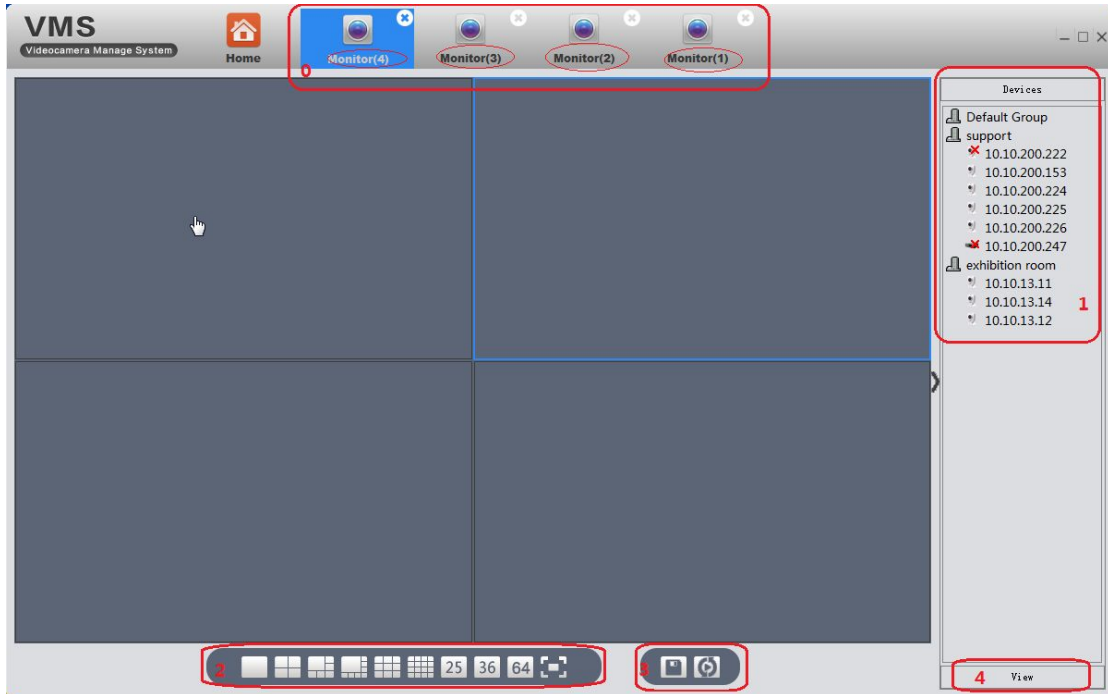 VMS
Videocamera Manage System
Home
0
Monitor(4)
Monitor(3)
Monitor(2)
Monitor(1)
Devices
Default Group
support
10.10.200.222
10.10.200.153
10.10.200.224
10.10.200.225
10.10.200.226
10.10.200.247
exhibition room
10.10.13.11
10.10.13.14
10.10.13.12
1
2
25
36
64
3
4
View